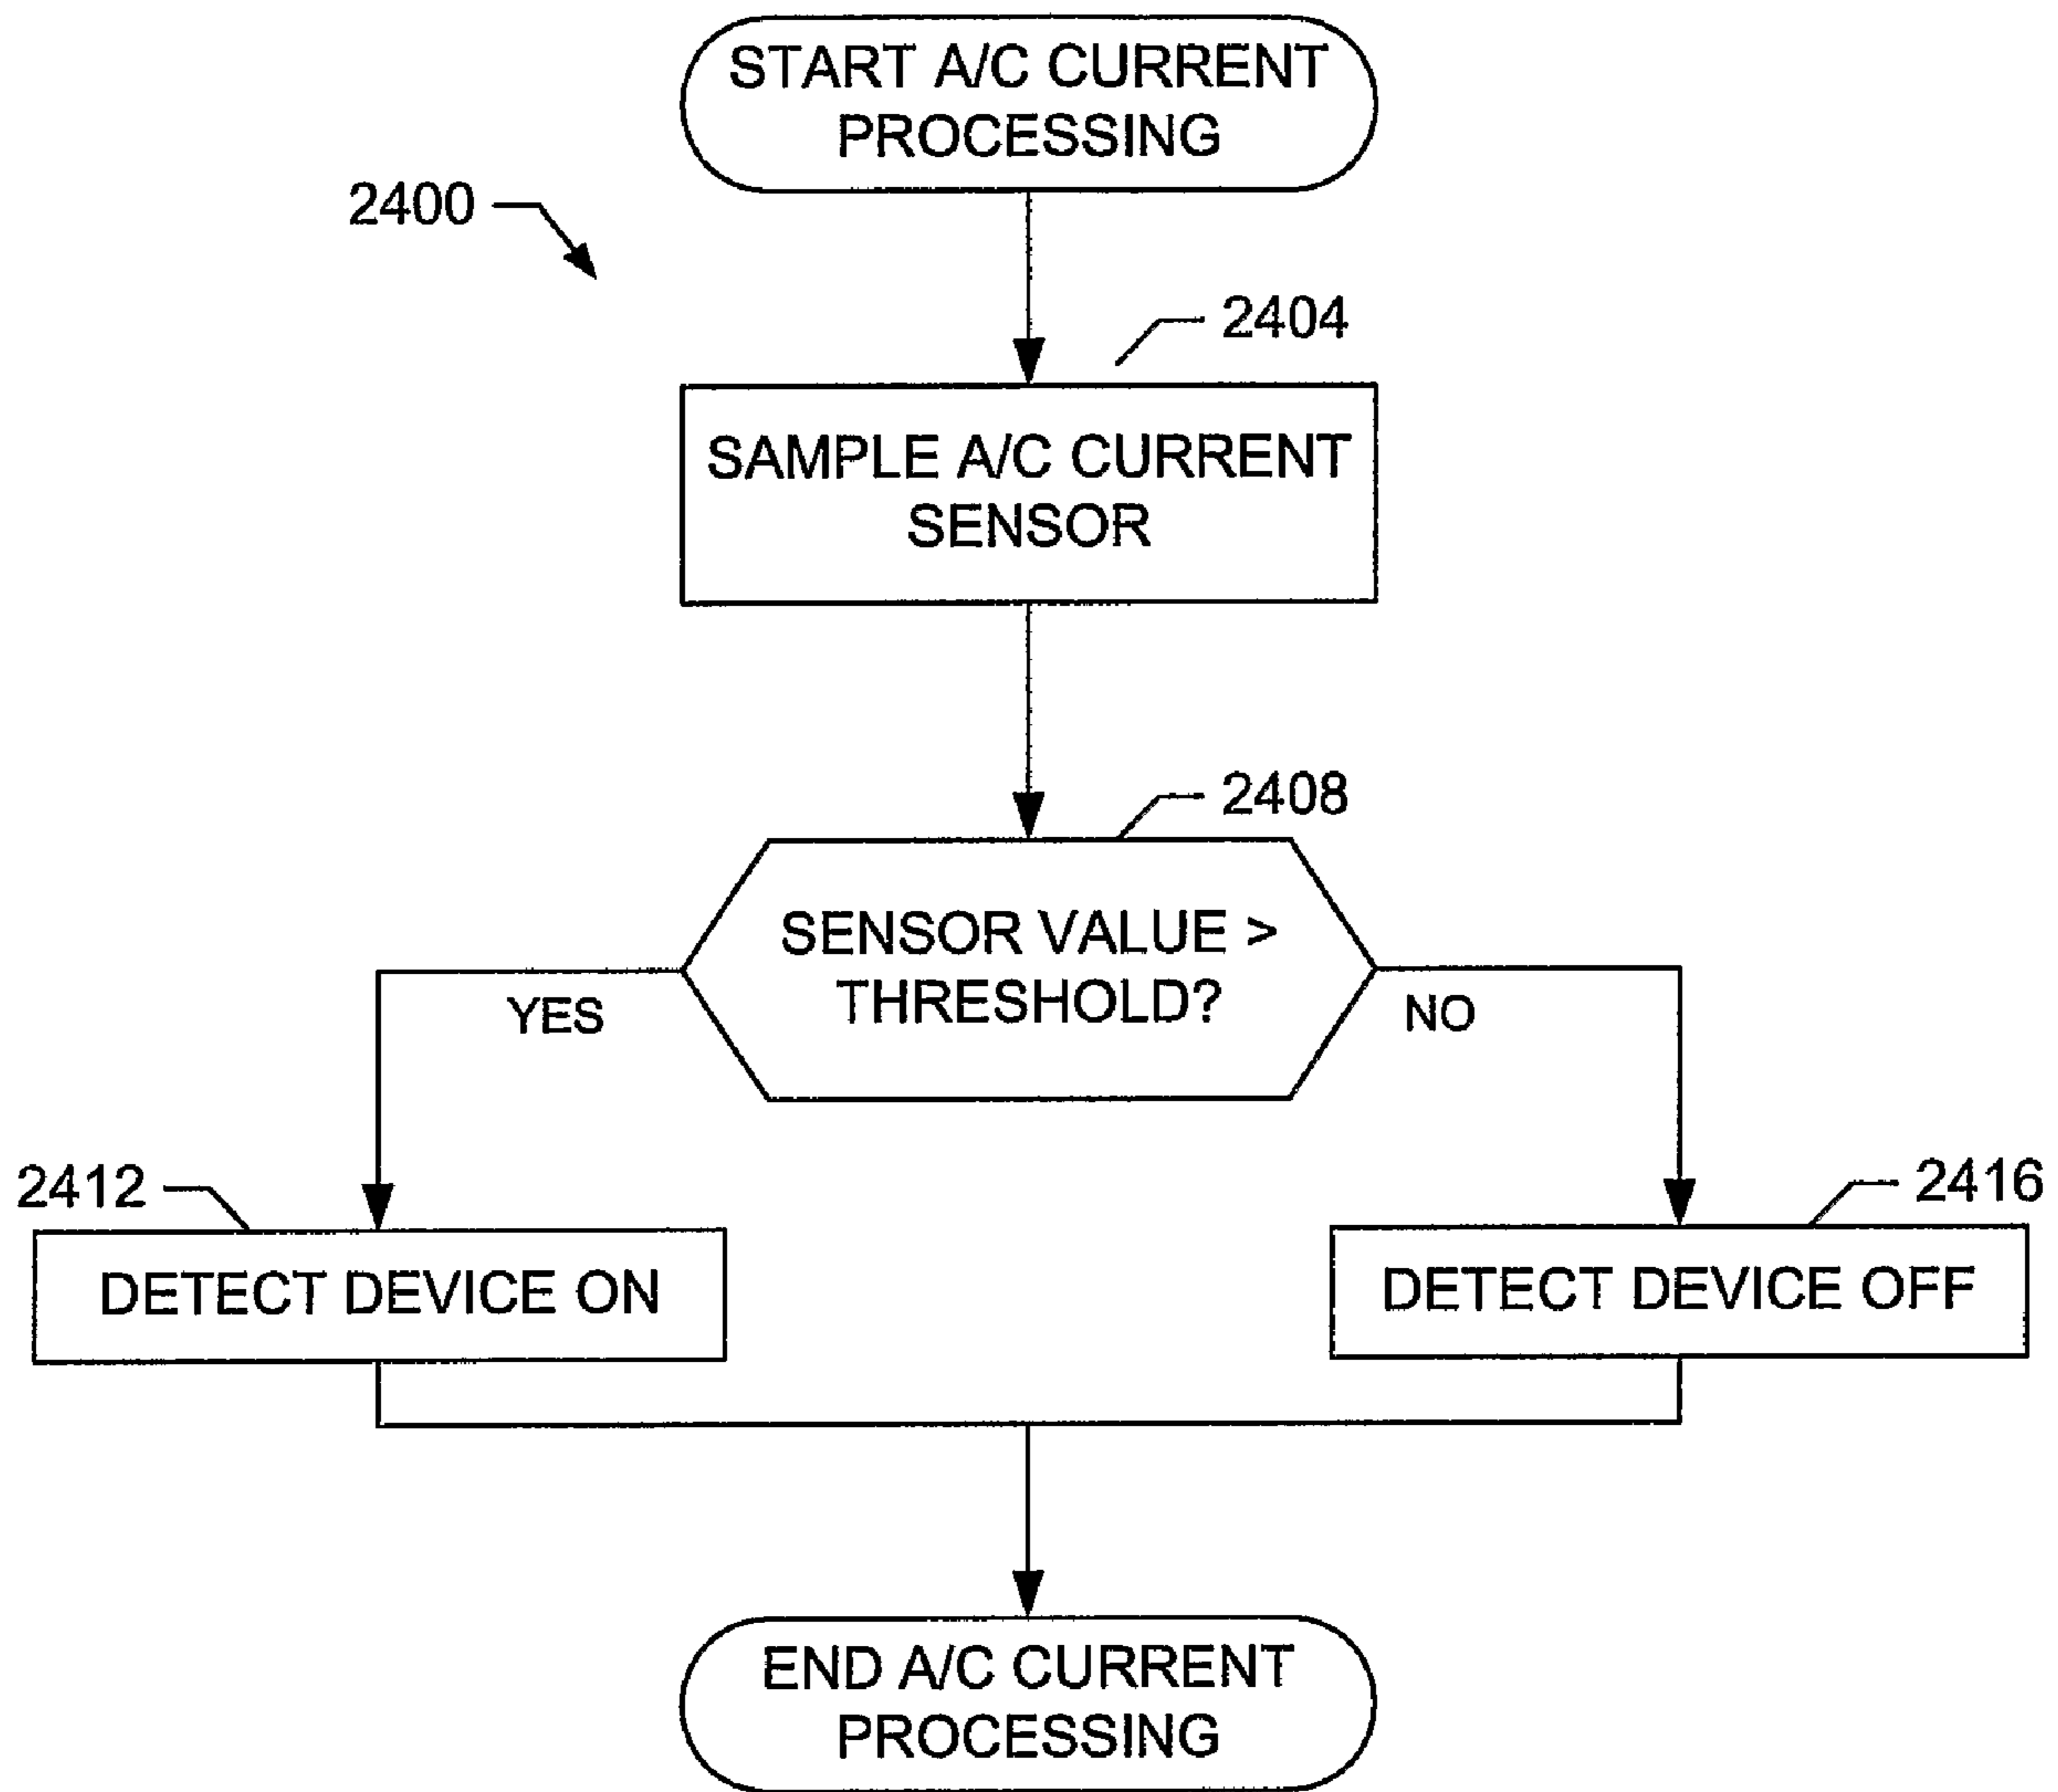 START A/C CURRENT
PROCESSING
2400
2404
SAMPLE A/C CURRENT
SENSOR
2408
SENSOR VALUE >
THRESHOLD?
YES
NO
2412
2416
DETECT DEVICE ON
DETECT DEVICE OFF
END A/C CURRENT
PROCESSING